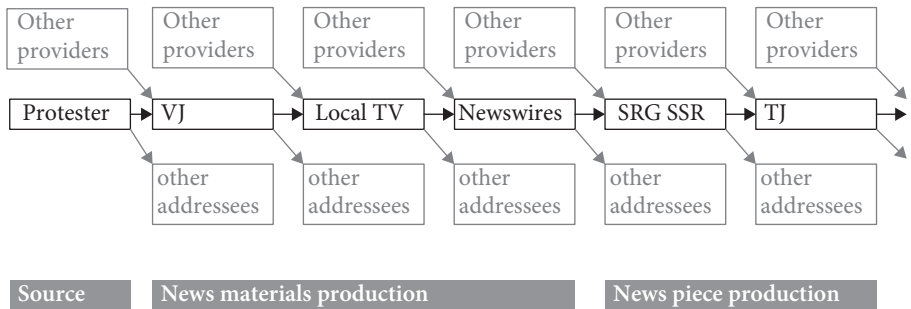 Other Other Other Other Other Other
providers providers providers providers providers providers
Protester VJ Local TV Newswires SRG SSR TJ
other other other other other
addressees addressees addressees addressees addressees
Source News materials production News piece production